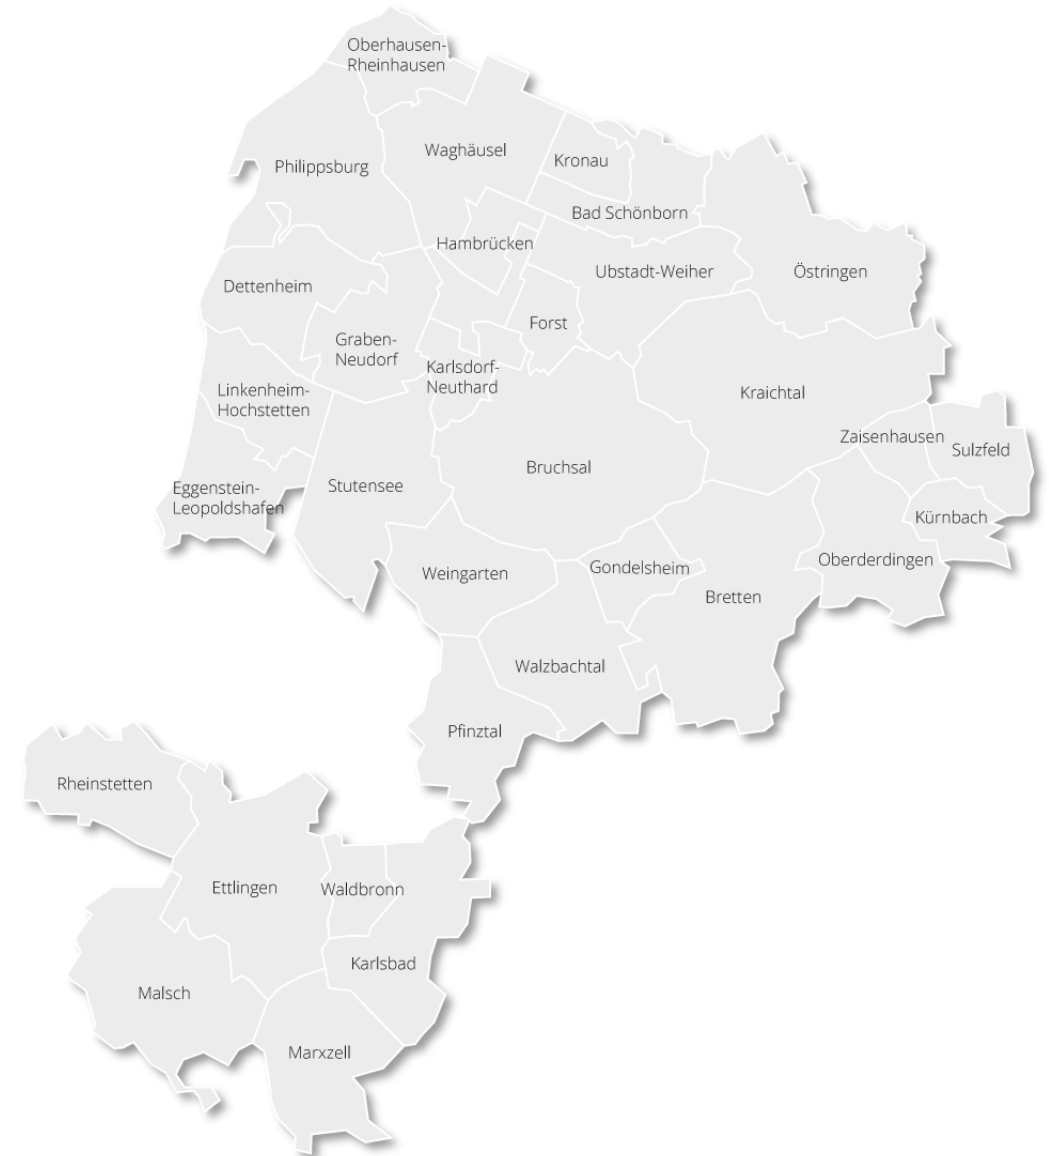 Oberhausen-
Rheinhausen
Waghäusel
Kronau
Philippsburg
Bad Schönborn
Hambrücken
Ubstadt-Weiher
Östringen
Dettenheim
Forst
Graben-
Neudorf
Karlsdorf-
Neuthard
Linkenheim-
Hochstetten
Kraichtal
Zaisenhausen
Sulzfeld
Bruchsal
Stutensee
Eggenstein-
Leopoldshafen
Kürnbach
Oberderdingen
Gondelsheim
Weingarten
Bretten
Walzbachtal
Pfinztal
Rheinstetten
Ettlingen
Waldbronn
Karlsbad
Malsch
Marxzell